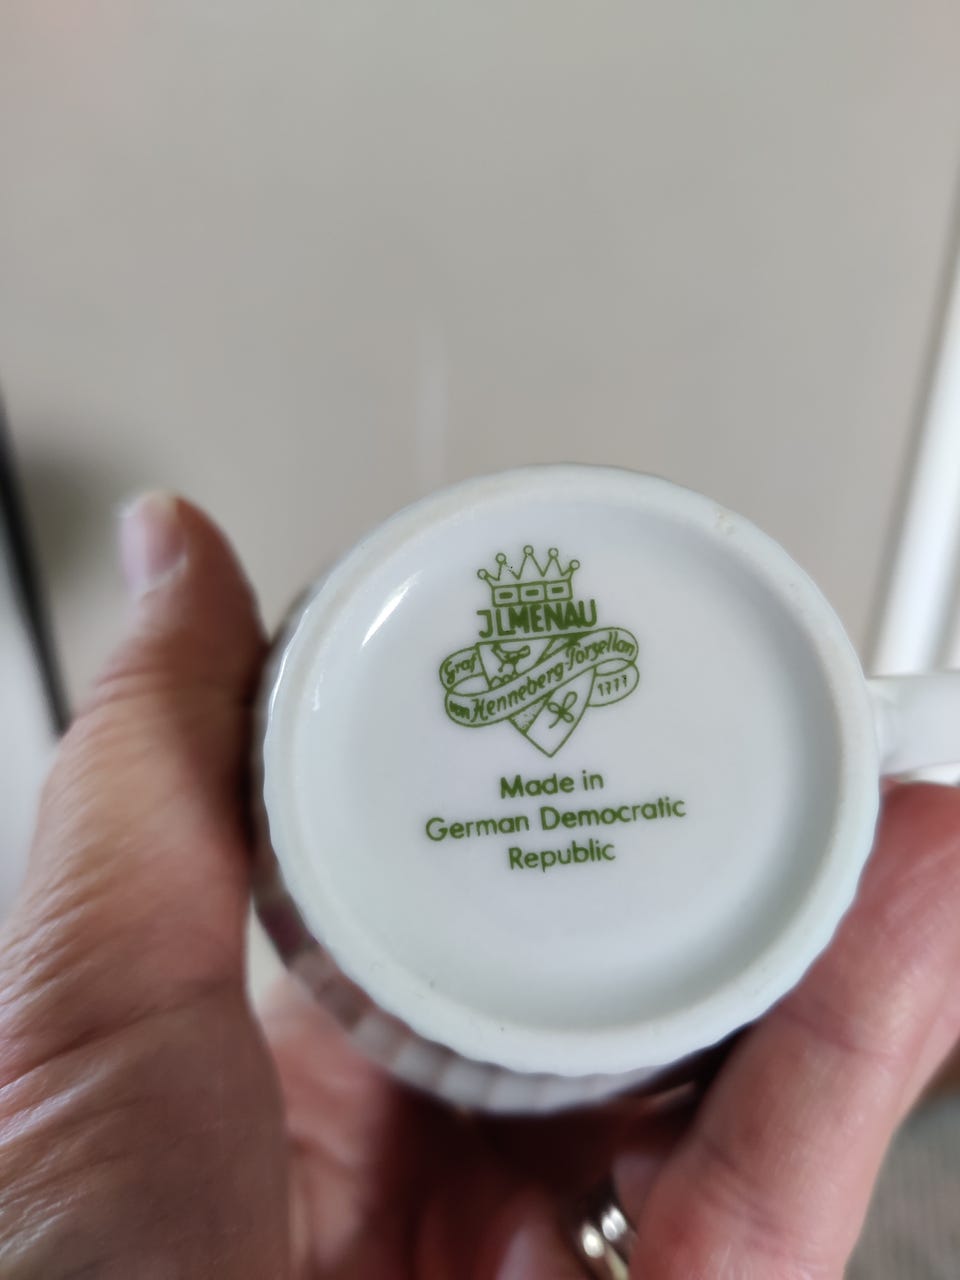 JLMENAU
Graf
von Henneberg-Porzellan
1777
Made in
German Democratic
Republic